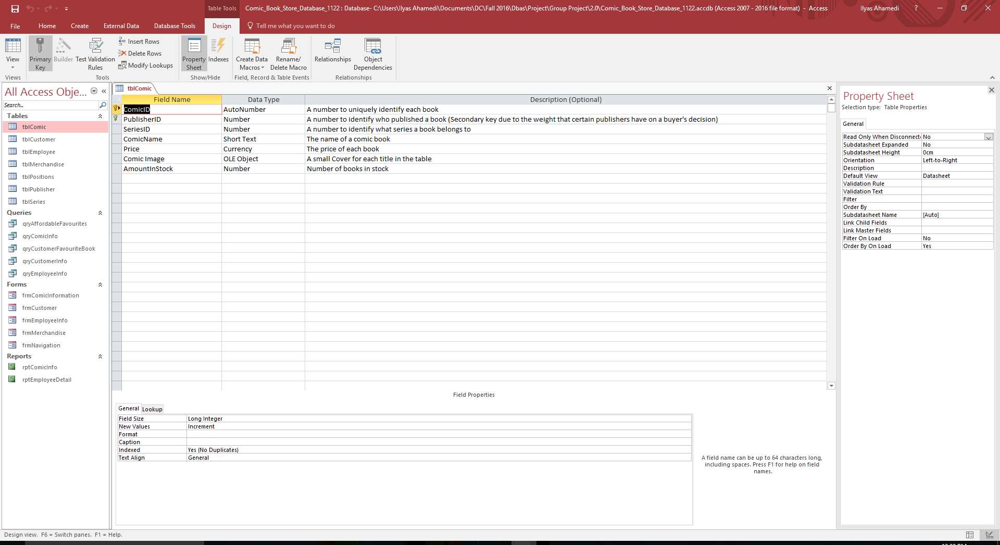 Table Tools
Comic_Book_Store_Database_1122 : Database- C:\Users\Ilyas Ahamedi\Documents\DC\Fall 2016\Dbas\Project\Group Project\2.0\Comic_Book_Store_Database_1122.accdb (Access 2007 - 2016 file format) - Access
Ilyas Ahamedi
?
File Home Create External Data Database Tools Design Tell me what you want to do
View
Primary Key
Builder
Test Validation Rules
Insert Rows
Delete Rows
Modify Lookups
Property Sheet
Indexes
Create Data Macros
Rename/ Delete Macro
Relationships
Object Dependencies
Views Tools Show/Hide Field, Record & Table Events Relationships
All Access Obje...
Search...
Tables
tblComic
tblCustomer
tblEmployee
tblMerchandise
tblPositions
tblPublisher
tblSeries
Queries
qryAffordableFavourites
qryComicInfo
qryCustomerFavouriteBook
qryCustomerInfo
qryEmployeeInfo
Forms
frmComicInformation
frmCustomer
frmEmployeeInfo
frmMerchandise
frmNavigation
Reports
rptComicInfo
rptEmployeeDetail
tblComic
Field Name Data Type Description (Optional)
ComicID AutoNumber A number to uniquely identify each book
PublisherID Number A number to identify who published a book (Secondary key due to the weight that certain publishers have on a buyer's decision)
SeriesID Number A number to identify what series a book belongs to
ComicName Short Text The name of a comic book
Price Currency The price of each book
Comic Image OLE Object A small Cover for each title in the table
AmountInStock Number Number of books in stock
Field Properties
General Lookup
Field Size Long Integer
New Values Increment
Format
Caption
Indexed Yes (No Duplicates)
Text Align General
A field name can be up to 64 characters long,
including spaces. Press F1 for help on field
names.
Property Sheet
Selection type: Table Properties
General
Read Only When Disconnect No
Subdatasheet Expanded No
Subdatasheet Height 0cm
Orientation Left-to-Right
Description
Default View Datasheet
Validation Rule
Validation Text
Filter
Order By
Subdatasheet Name [Auto]
Link Child Fields
Link Master Fields
Filter On Load No
Order By On Load Yes
Design view. F6 = Switch panes. F1 = Help.